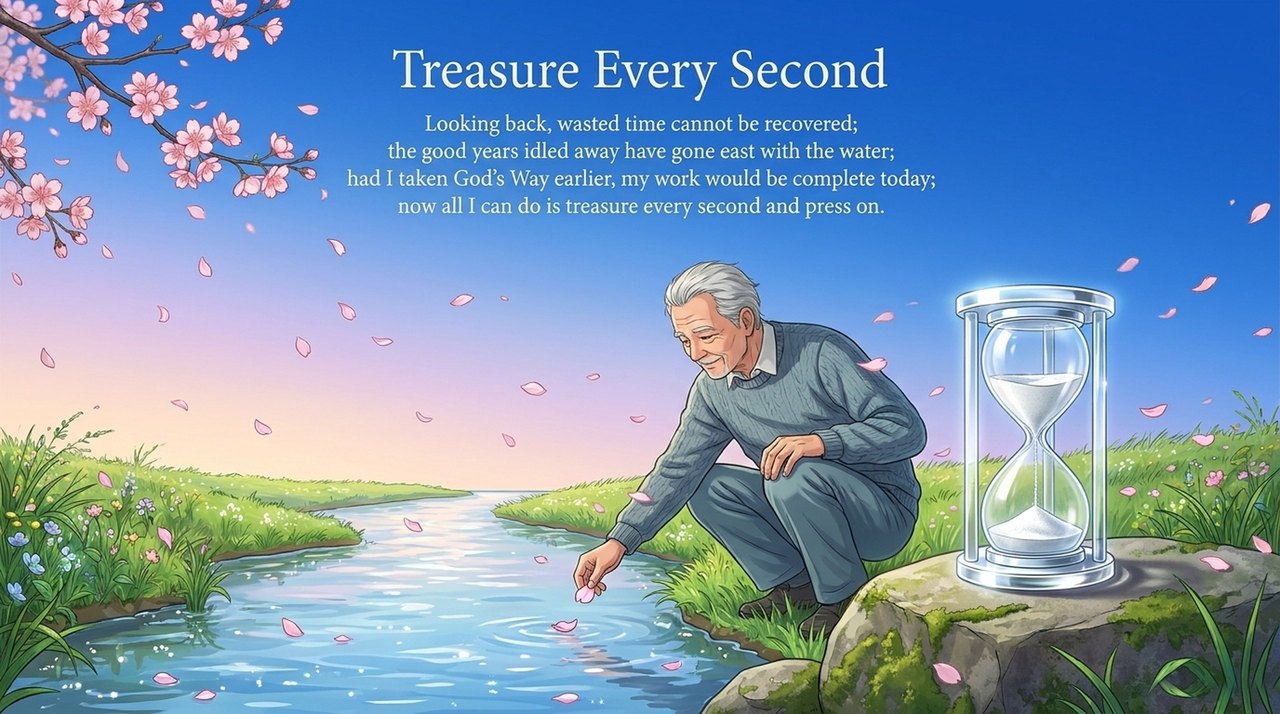 Treasure Every Second
Looking back, wasted time cannot be recovered;
the good years idled away have gone east with the water;
had I taken God’s Way earlier, my work would be complete today;
now all I can do is treasure every second and press on.